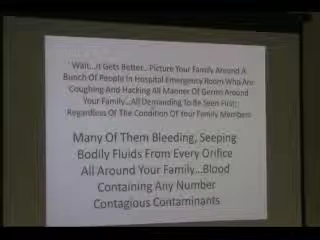 Wait...It Gets Better...Picture Your Family Around A
Bunch Of People In Hospital Emergency Room Who Are
Coughing And Hacking All Manner Of Germs Around
Your Family...All Demanding To Be Seen First;
Regardless Of The Condition Of Your Family Members
Many Of Them Bleeding, Seeping
Bodily Fluids From Every Orifice
All Around Your Family...Blood
Containing Any Number
Contagious Contaminants